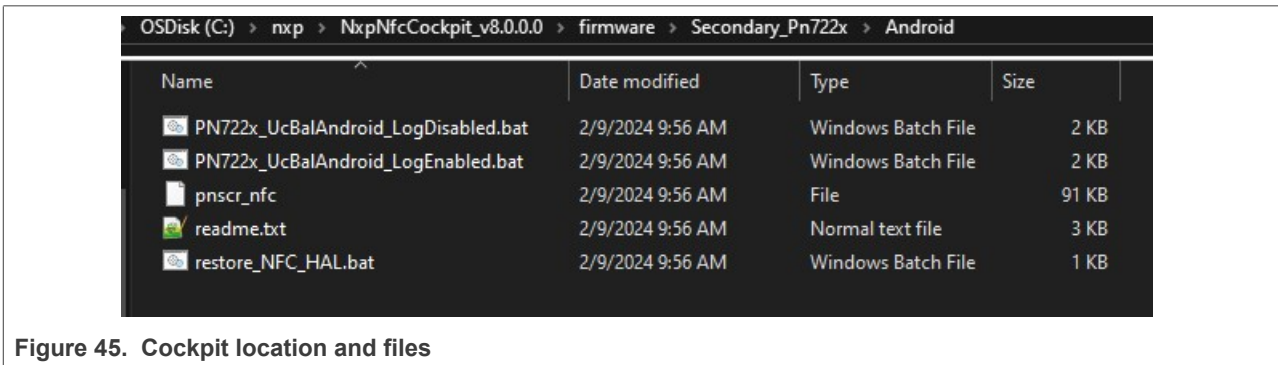 OSDisk (C:) > nxp > NxpNfcCockpit_v8.0.0.0 > firmware > Secondary_Pn722x > Android
Name Date modified Type Size
PN722x_UcBalAndroid_LogDisabled.bat 2/9/2024 9:56 AM Windows Batch File 2 KB
PN722x_UcBalAndroid_LogEnabled.bat 2/9/2024 9:56 AM Windows Batch File 2 KB
pnscr_nfc 2/9/2024 9:56 AM File 91 KB
readme.txt 2/9/2024 9:56 AM Normal text file 3 KB
restore_NFC_HAL.bat 2/9/2024 9:56 AM Windows Batch File 1 KB
Figure 45. Cockpit location and files